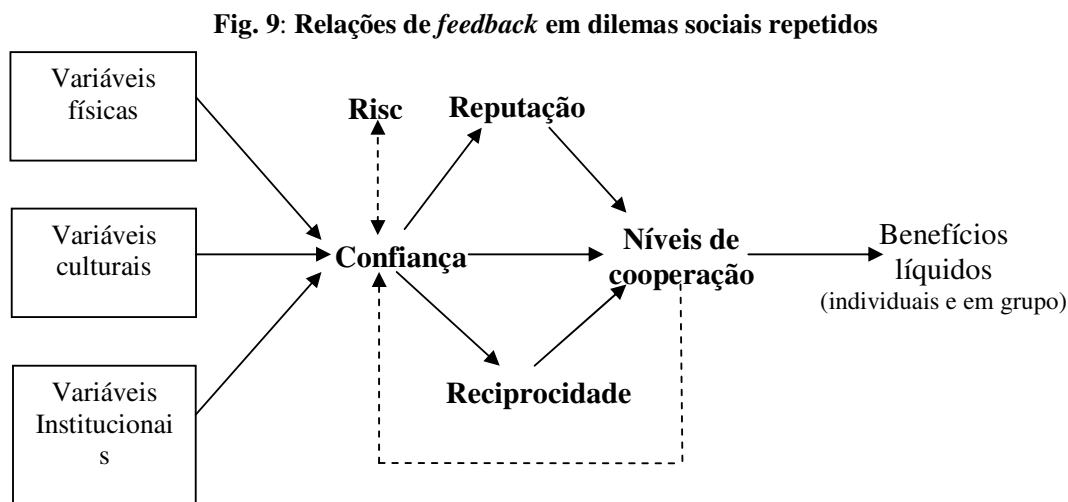 Fig. 9: Relações de feedback em dilemas sociais repetidos
Variáveis
físicas
Risc
Reputação
Variáveis
culturais
Confiança
Níveis de
cooperação
Benefícios
líquidos
(individuais e em grupo)
Variáveis
Institucionai
s
Reciprocidade